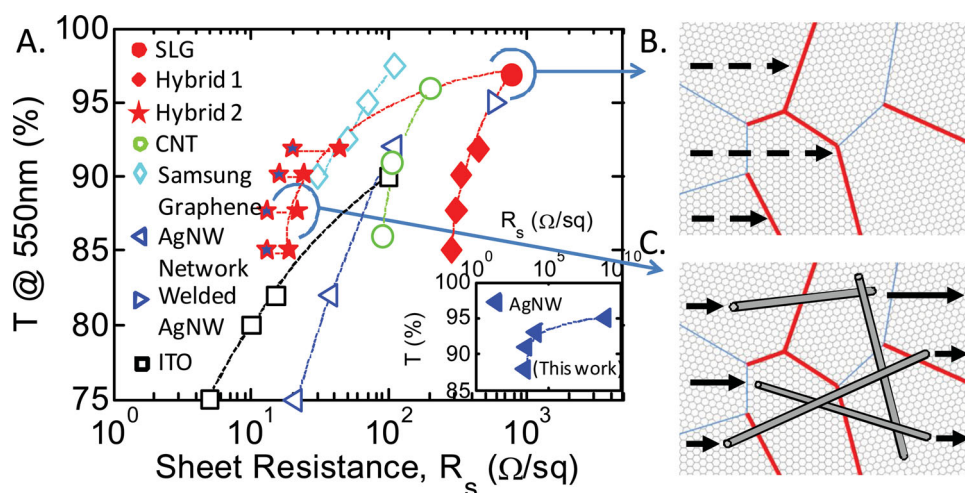 A.
T @ 550nm (%)
100
95
90
85
80
75
SLG
Hybrid 1
Hybrid 2
CNT
Samsung
Graphene
AgNW
Network
Welded
AgNW
ITO
10⁰
10¹
10²
10³
Sheet Resistance, Rₛ (Ω/sq)
Rₛ (Ω/sq)
10⁰
10⁵
10¹⁰
T (%)
100
95
90
85
AgNW
(This work)
B.
C.